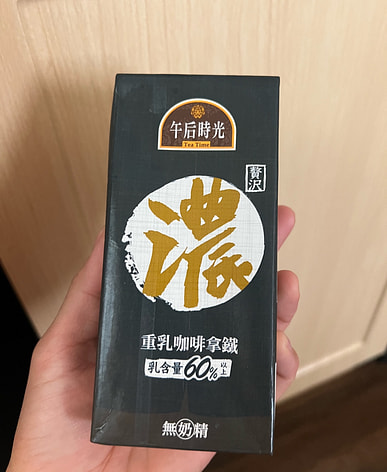 午后時光
Tea Time
贅沢
濃
重乳咖啡拿鐵
乳含量60%以上
無奶精